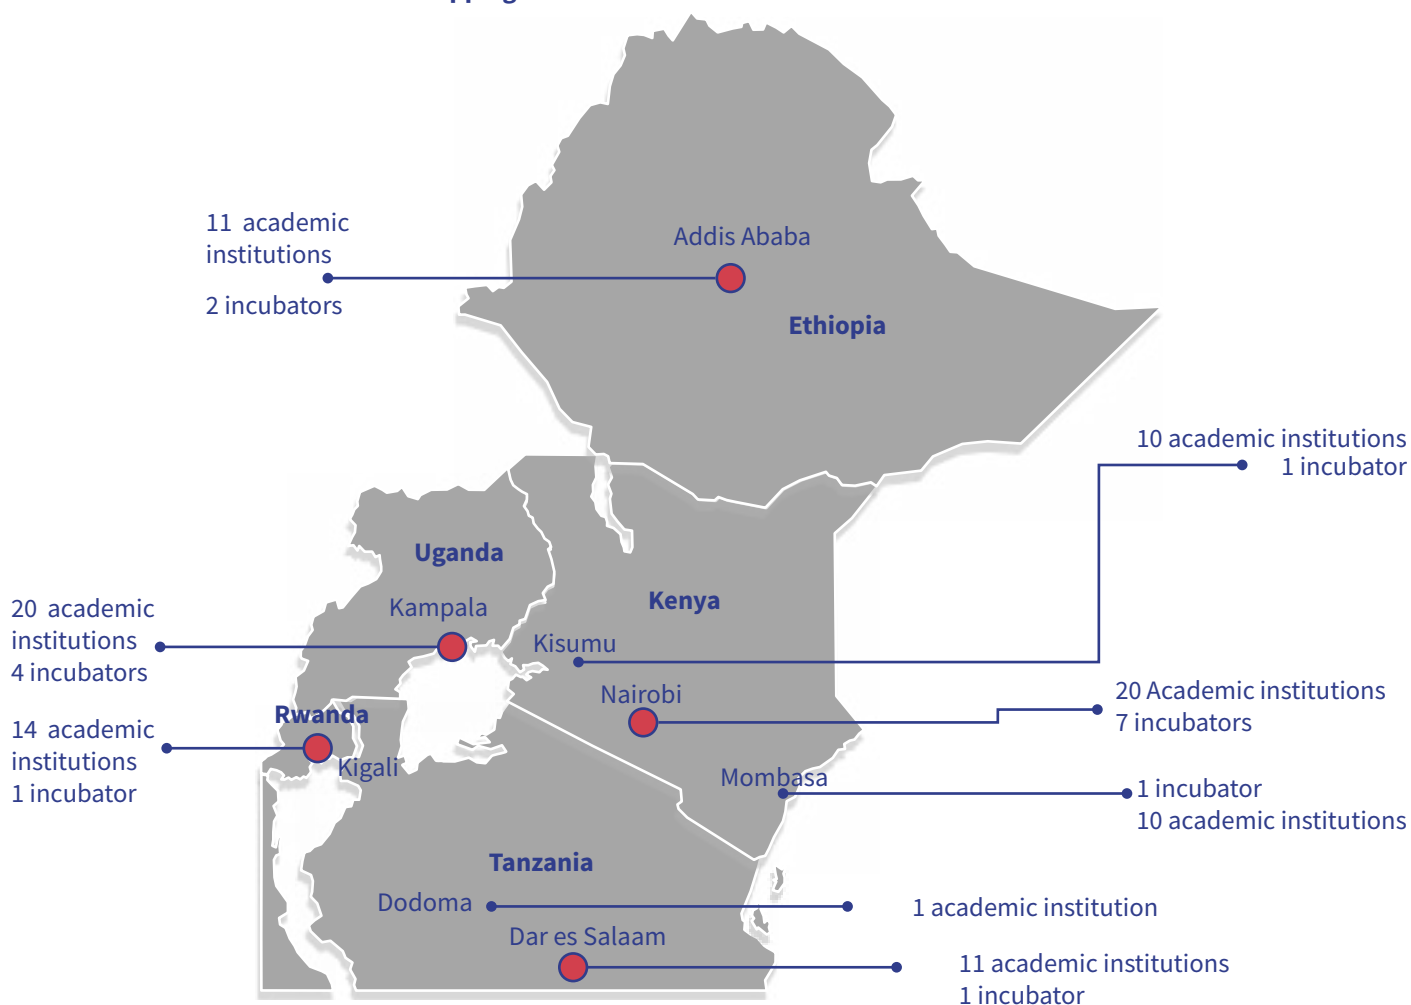 11 academic
institutions
2 incubators
Addis Ababa
Ethiopia
10 academic institutions
1 incubator
Uganda
Kampala
Kenya
20 academic
institutions
4 incubators
Kisumu
Nairobi
20 Academic institutions
7 incubators
Rwanda
14 academic
institutions
1 incubator
Kigali
Mombasa
1 incubator
10 academic institutions
Tanzania
Dodoma
1 academic institution
Dar es Salaam
11 academic institutions
1 incubator